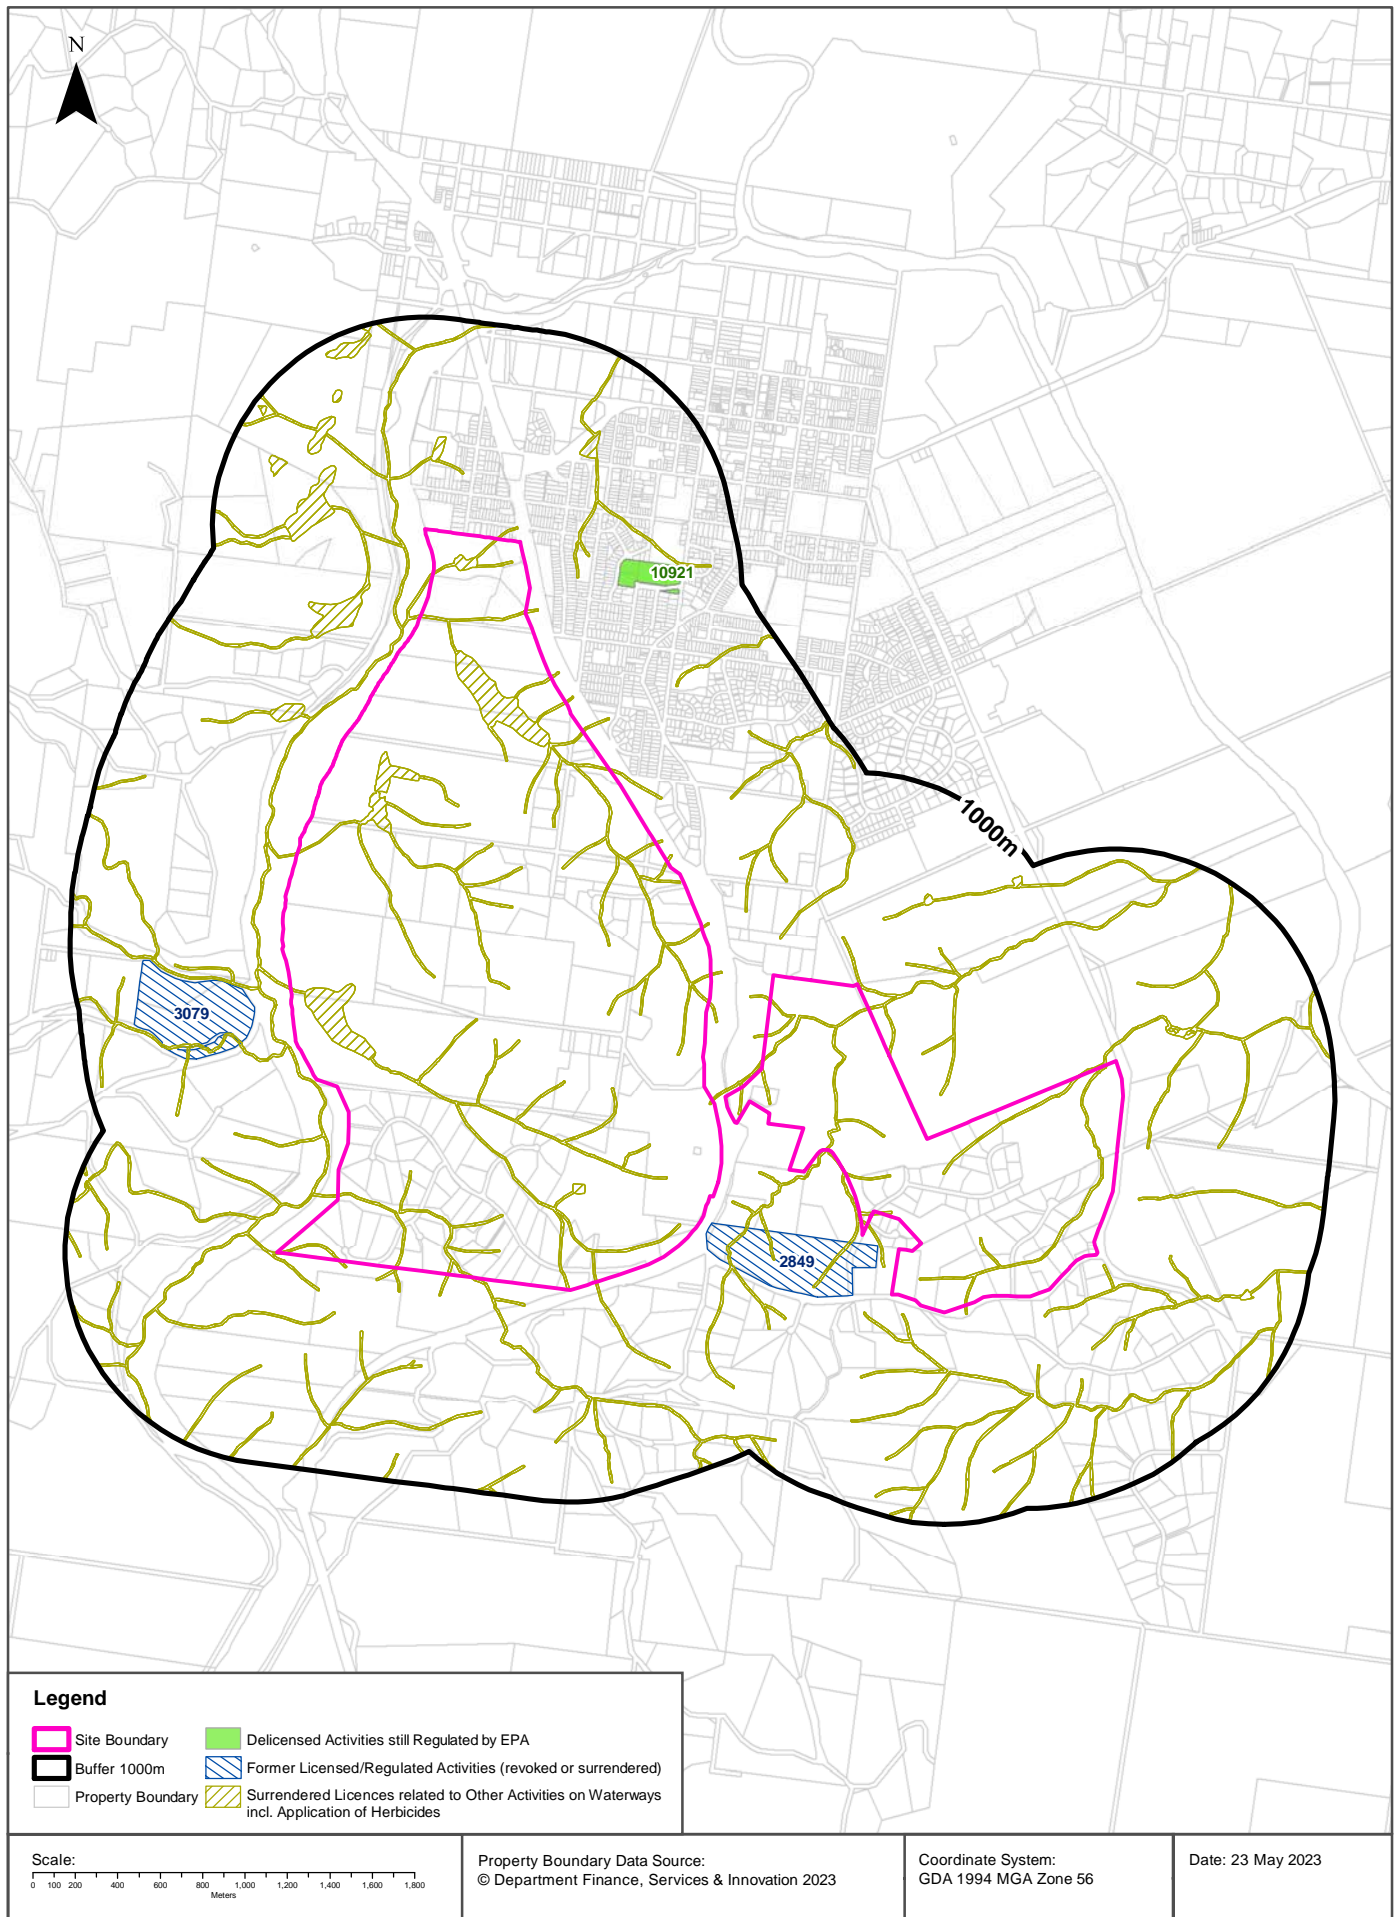 N
10921
1000m
3079
2849
Legend
Site Boundary
Buffer 1000m
Property Boundary
Delicensed Activities still Regulated by EPA
Former Licensed/Regulated Activities (revoked or surrendered)
Surrendered Licences related to Other Activities on Waterways
incl. Application of Herbicides
Scale:
0 100 200 400 600 800 1,000 1,200 1,400 1,600 1,800
Meters
Property Boundary Data Source:
© Department Finance, Services & Innovation 2023
Coordinate System:
GDA 1994 MGA Zone 56
Date: 23 May 2023